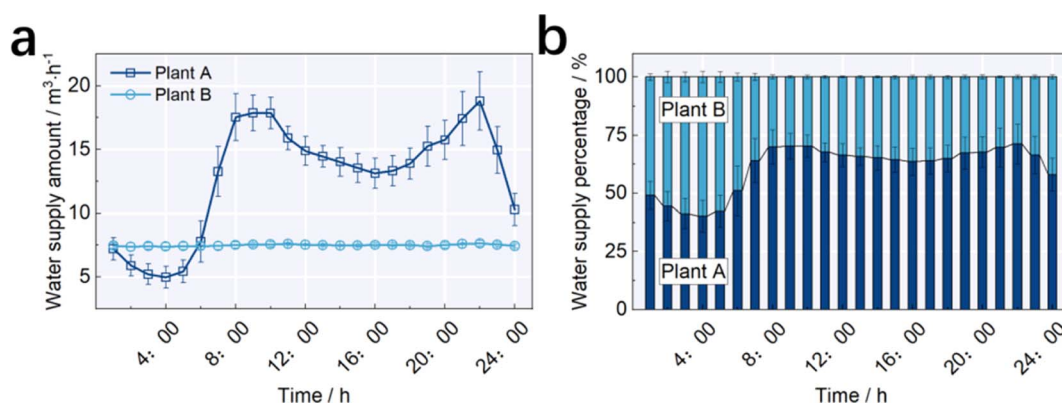 a
Water supply amount / m³·h⁻¹
20
15
10
5
Plant A
Plant B
4: 00
8: 00
12: 00
16: 00
20: 00
24: 00
Time / h
b
Water supply percentage / %
100
75
50
25
0
Plant B
Plant A
4: 00
8: 00
12: 00
16: 00
20: 00
24: 00
Time / h